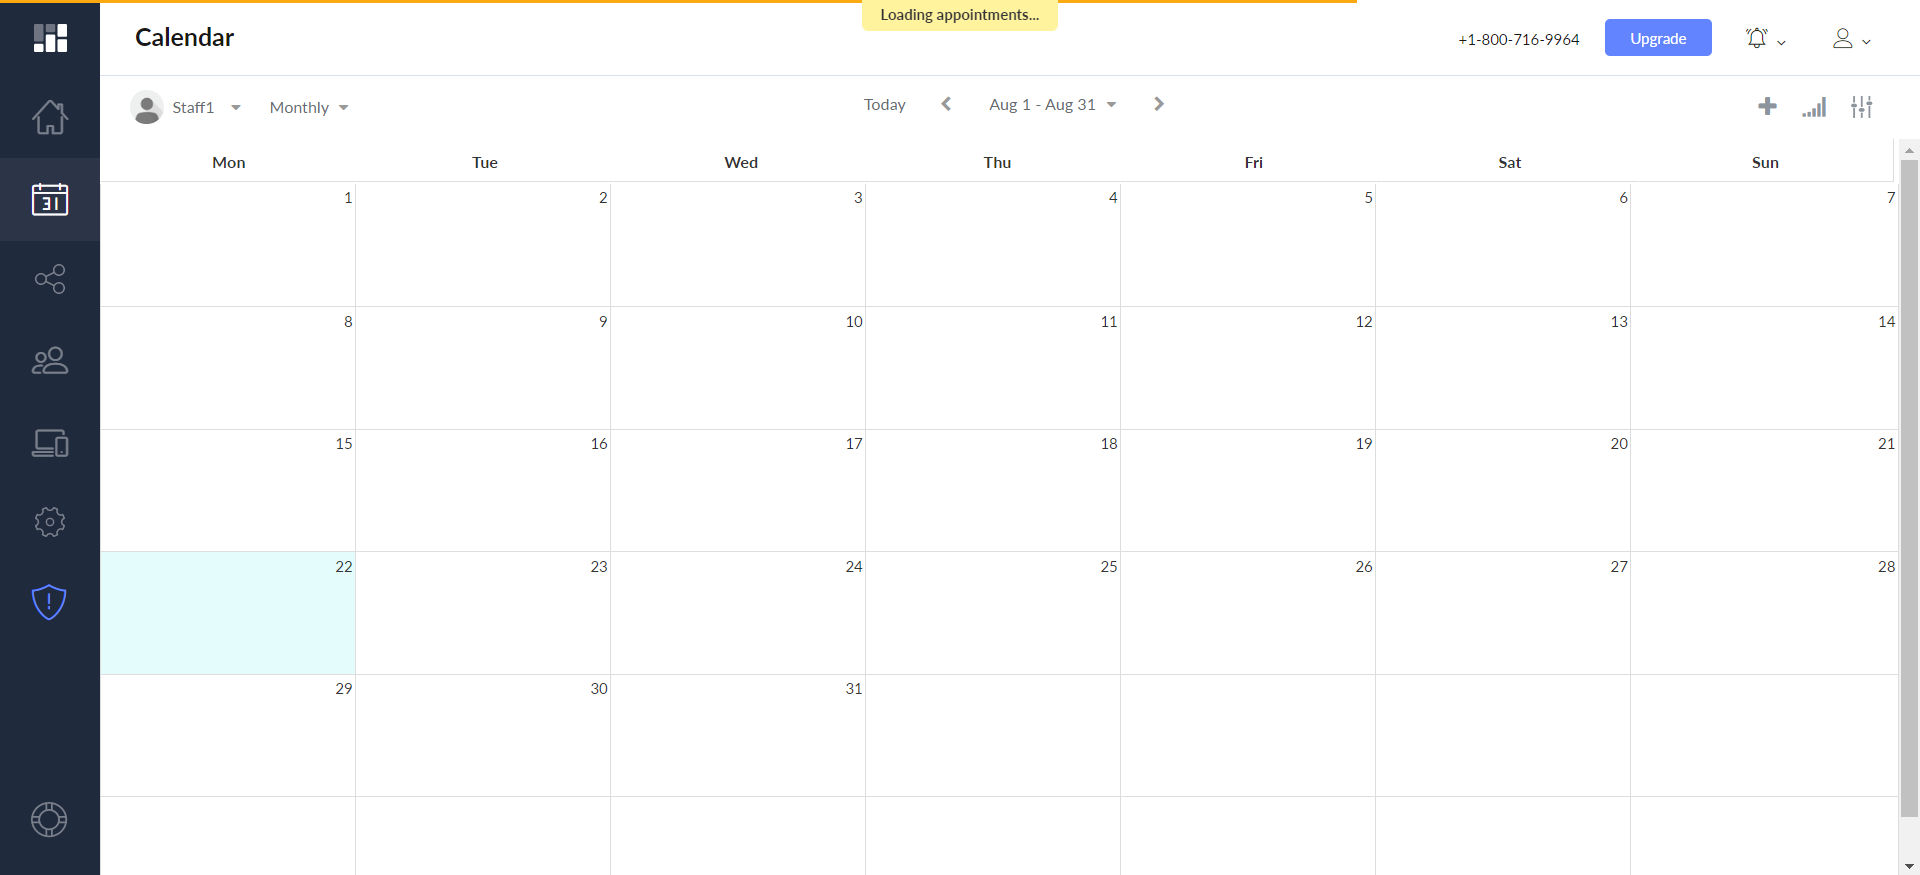 Loading appointments...
Calendar
+1-800-716-9964
Upgrade
Staff1
Monthly
Today
Aug 1 - Aug 31
31
Mon Tue Wed Thu Fri Sat Sun
1 2 3 4 5 6 7
8 9 10 11 12 13 14
15 16 17 18 19 20 21
22 23 24 25 26 27 28
29 30 31